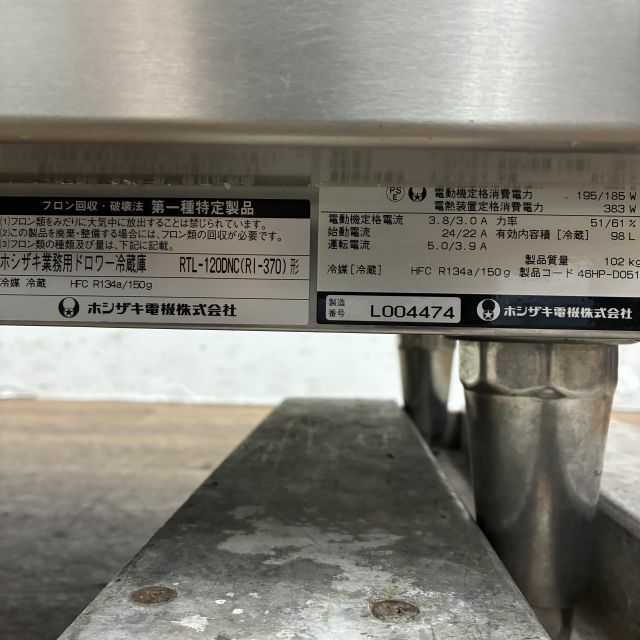 フロン回収・破壊法 第一種特定製品
(1)フロン類をみだりに大気中に放出することは禁じられています。
(2)この製品を廃棄・整備する場合には、フロン類の回収が必要です。
(3)フロン類の種類及び量は、下記に記載。
ホシザキ業務用ドロワー冷蔵庫 RTL-120DNC(RI-370)形
冷媒 冷蔵 HFC R134a/150g
ホシザキ電機株式会社
PS E 電動機定格消費電力 195/185 W
電熱装置定格消費電力 383 W
電動機定格電流 3.8/3.0 A 力率 51/61%
始動電流 24/22 A 有効内容積 [冷蔵] 98 L
運転電流 5.0/3.9 A
製品質量 102 kg
冷媒 [冷蔵] HFC R134a/150g 製品コード 46HP-D051
製造番号 L004474 ホシザキ電機株式会社